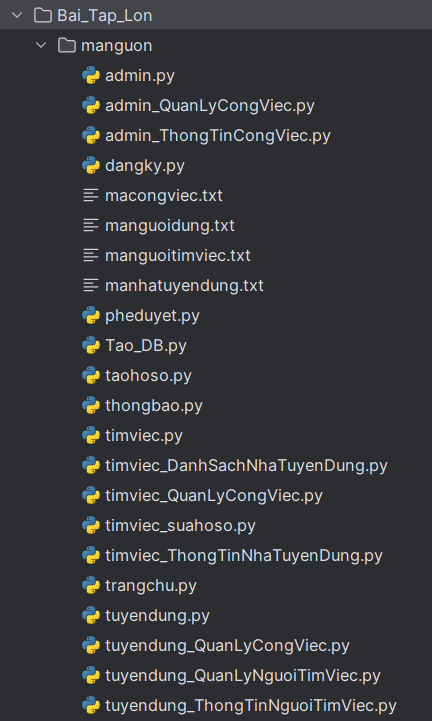 Bai_Tap_Lon
manguon
admin.py
admin_QuanLyCongViec.py
admin_ThongTinCongViec.py
dangky.py
macongviec.txt
manguoidung.txt
manguoitimviec.txt
manhatuyendung.txt
pheduyet.py
Tao_DB.py
taohoso.py
thongbao.py
timviec.py
timviec_DanhSachNhaTuyenDung.py
timviec_QuanLyCongViec.py
timviec_suahoso.py
timviec_ThongTinNhaTuyenDung.py
trangchu.py
tuyendung.py
tuyendung_QuanLyCongViec.py
tuyendung_QuanLyNguoiTimViec.py
tuyendung_ThongTinNguoiTimViec.py